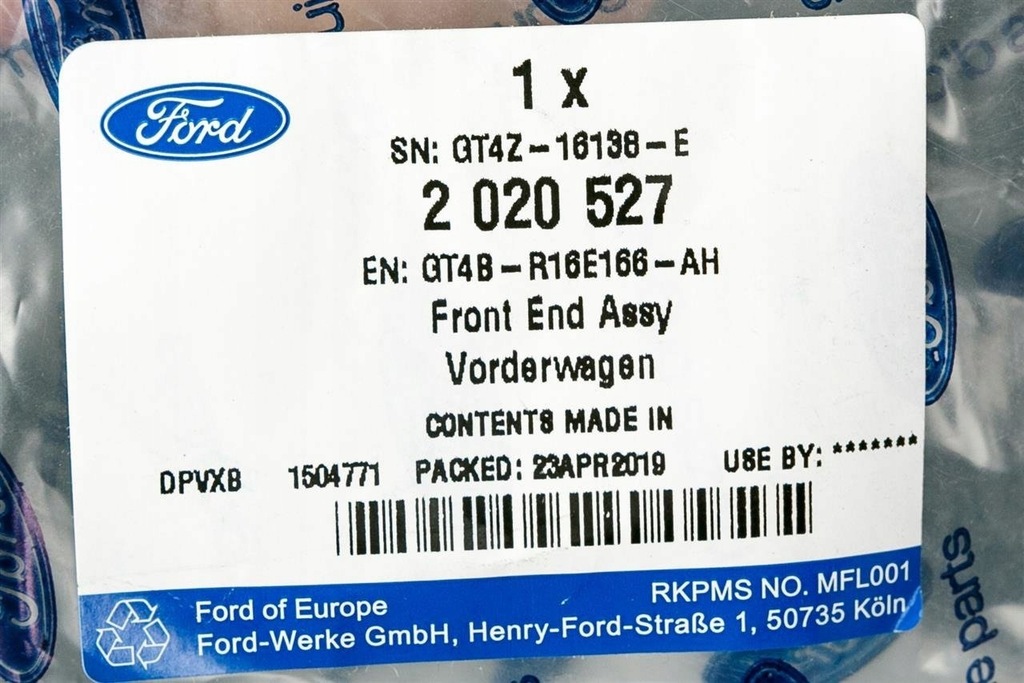 Ford
1 x
SN: GT4Z-16138-E
2 020 527
EN: GT4B-R16E166-AH
Front End Assy
Vorderwagen
CONTENTS MADE IN
DPVXB 1504771 PACKED: 23APR2019 USE BY: *******
RKPMS NO. MFL001
Ford of Europe
Ford-Werke GmbH, Henry-Ford-Straße 1, 50735 Köln
parts